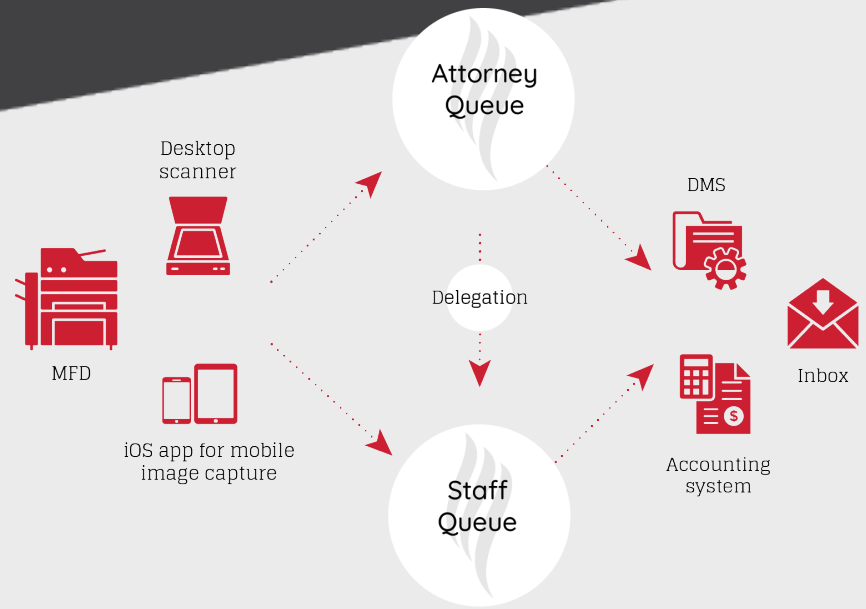 Attorney
Queue
Desktop
scanner
DMS
Delegation
MFD
Inbox
iOS app for mobile
image capture
Accounting
system
$
Staff
Queue